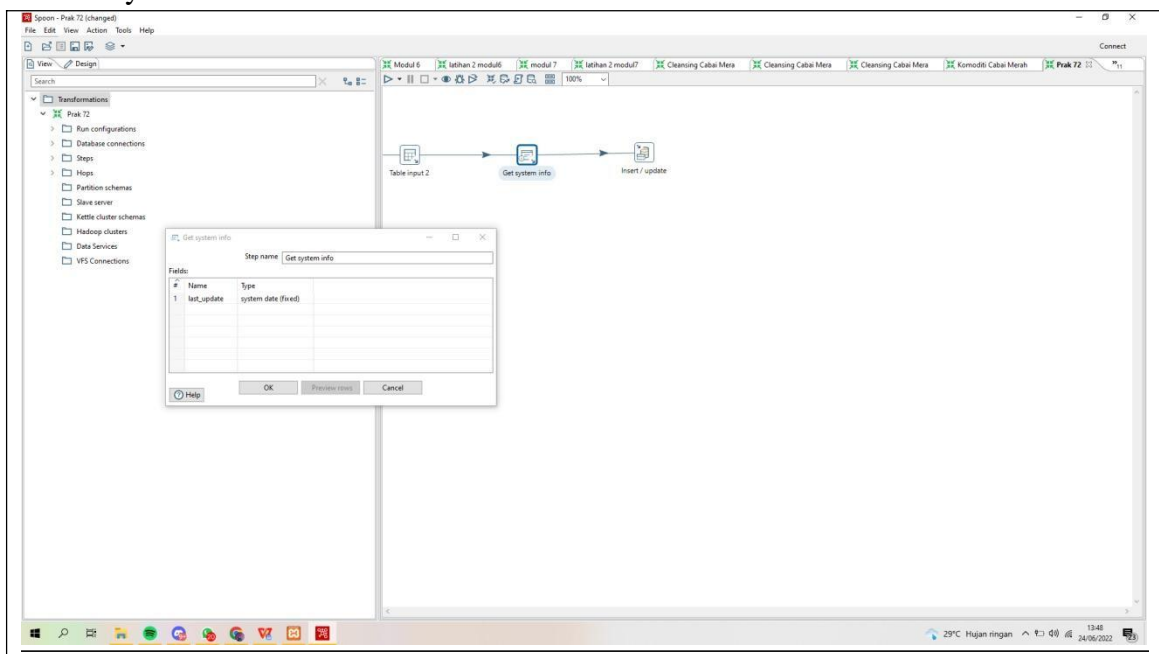 Spoon - Prak 72 (changed)
File Edit View Action Tools Help
Connect
View Design
Search
Transformations
Prak 72
Run configurations
Database connections
Steps
Hops
Partition schemas
Slave server
Kettle cluster schemas
Hadoop clusters
Data Services
VFS Connections
Modul 6 latihan 2 modul6 modul 7 latihan 2 modul7 Cleansing Cabai Mera Cleansing Cabai Mera Cleansing Cabai Mera Komoditi Cabai Merah Prak 72 11
100%
Table input 2 Get system info Insert / update
Get system info
Step name Get system info
Fields:
# Name Type
1 last_update system date (fixed)
Help OK Preview rows Cancel
29°C Hujan ringan 13:48
24/06/2022